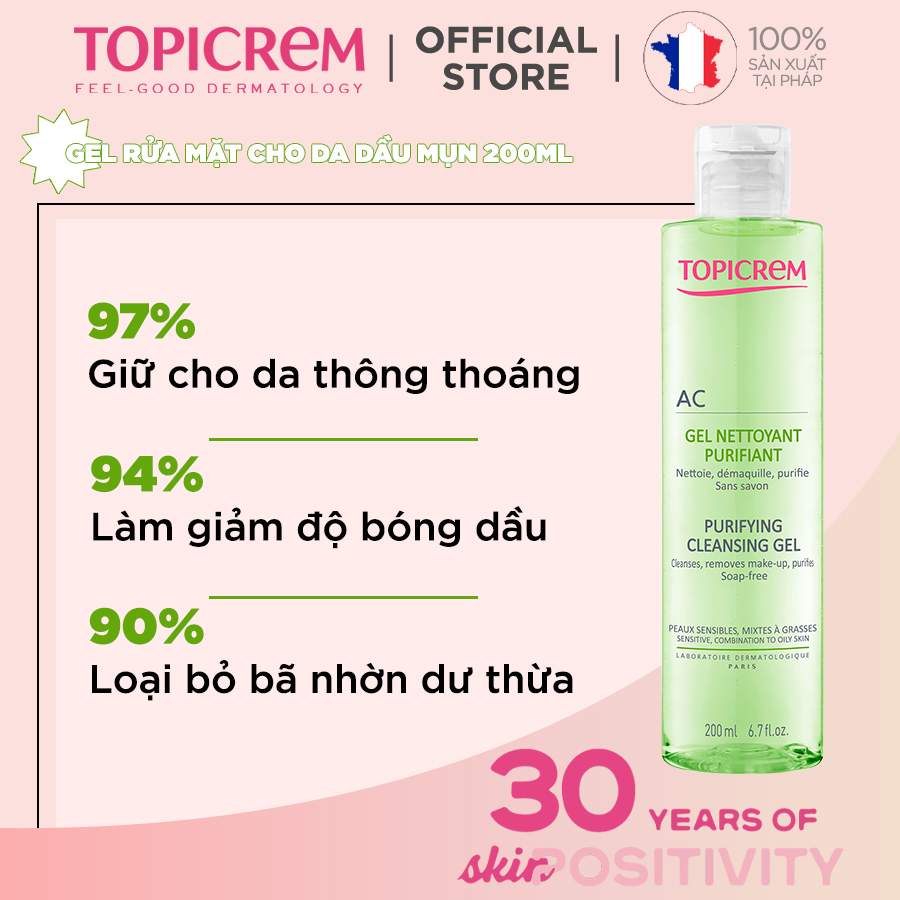 TOPICREM
FEEL-GOOD DERMATOLOGY
OFFICIAL
STORE
100%
SẢN XUẤT
TẠI PHÁP
GEL RỬA MẶT CHO DA DẦU MỤN 200ML
97%
Giữ cho da thông thoáng
94%
Làm giảm độ bóng dầu
90%
Loại bỏ bã nhờn dư thừa
TOPICREM
AC
GEL NETTOYANT
PURIFIANT
Nettoie, démaquille, purifie
Sans savon
PURIFYING
CLEANSING GEL
Cleanses, removes make-up, purifies
Soap-free
PEAUX SENSIBLES, MIXTES À GRASSES
SENSITIVE, COMBINATION TO OILY SKIN
LABORATOIRE DERMATOLOGIQUE
PARIS
200 ml 6.7 fl.oz.
30 YEARS OF
skin POSITIVITY